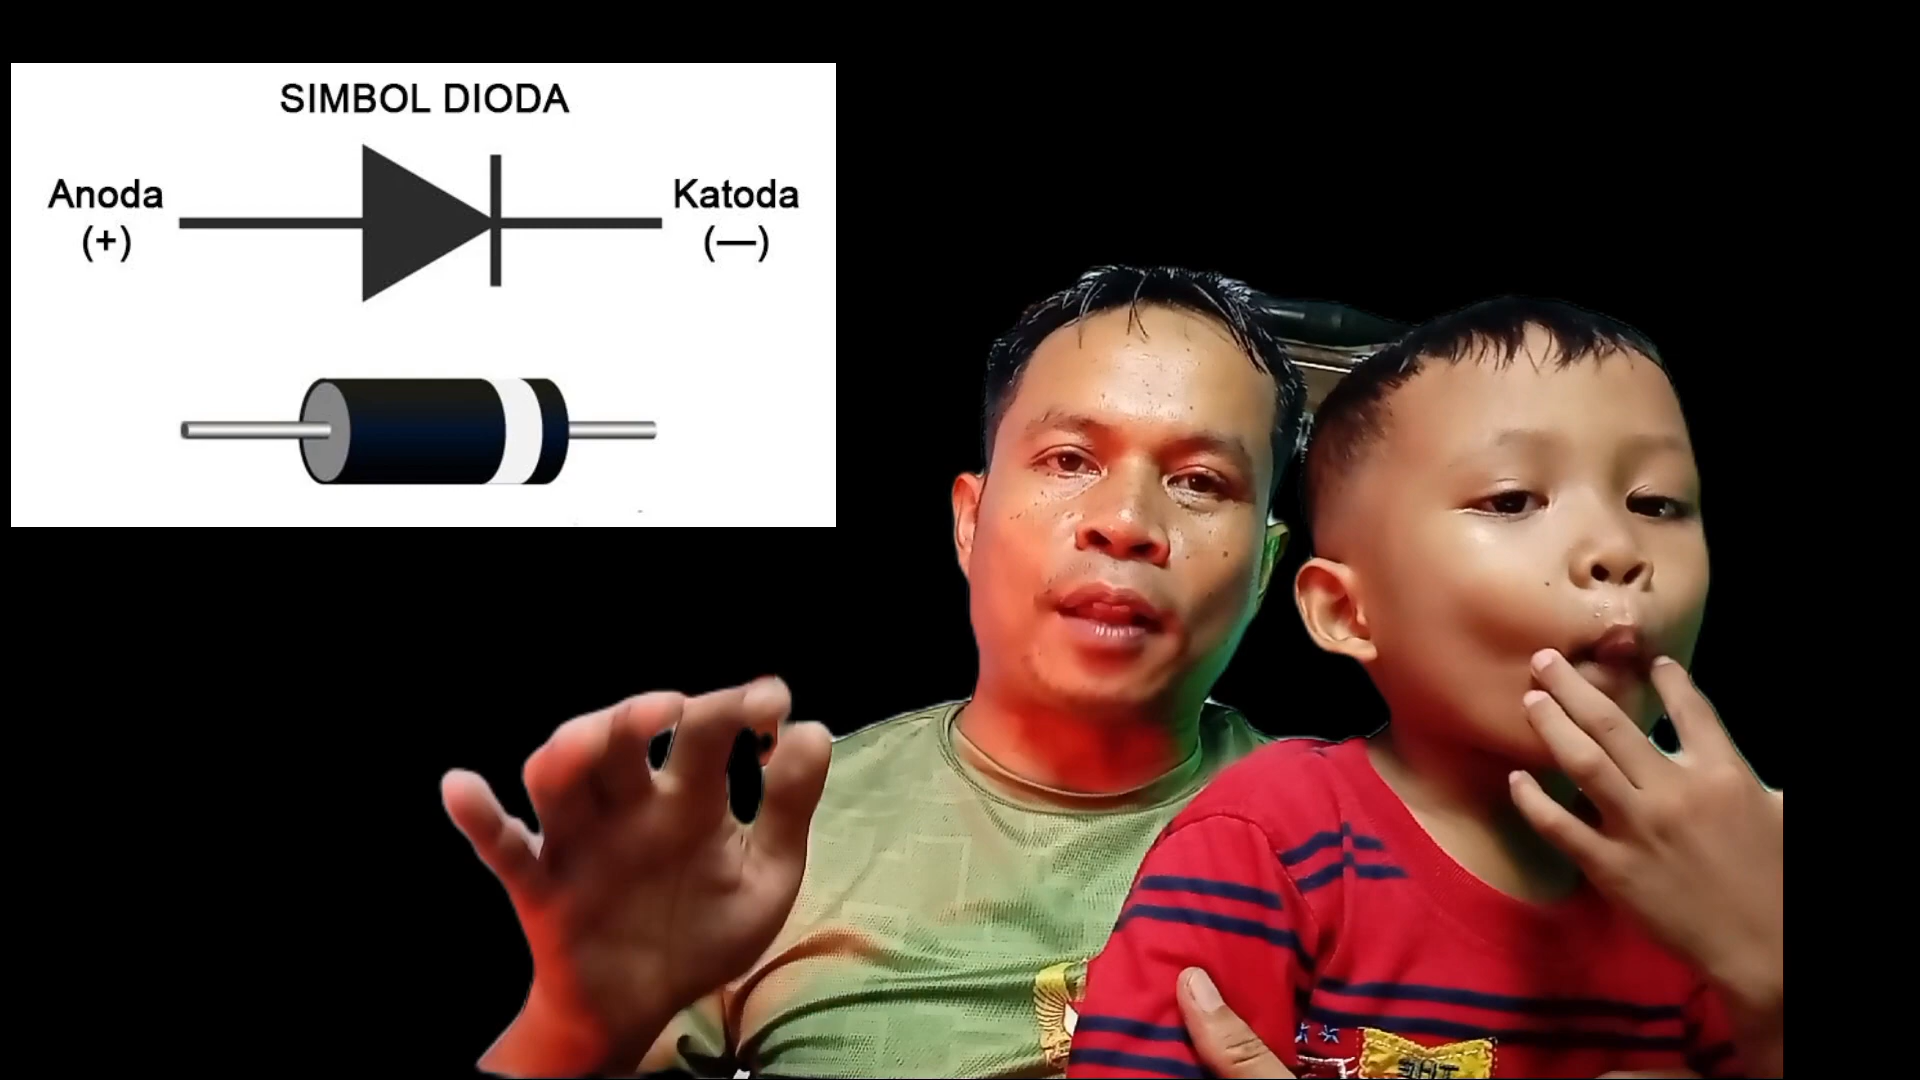 SIMBOL DIODA
Anoda
(+)
Katoda
(—)